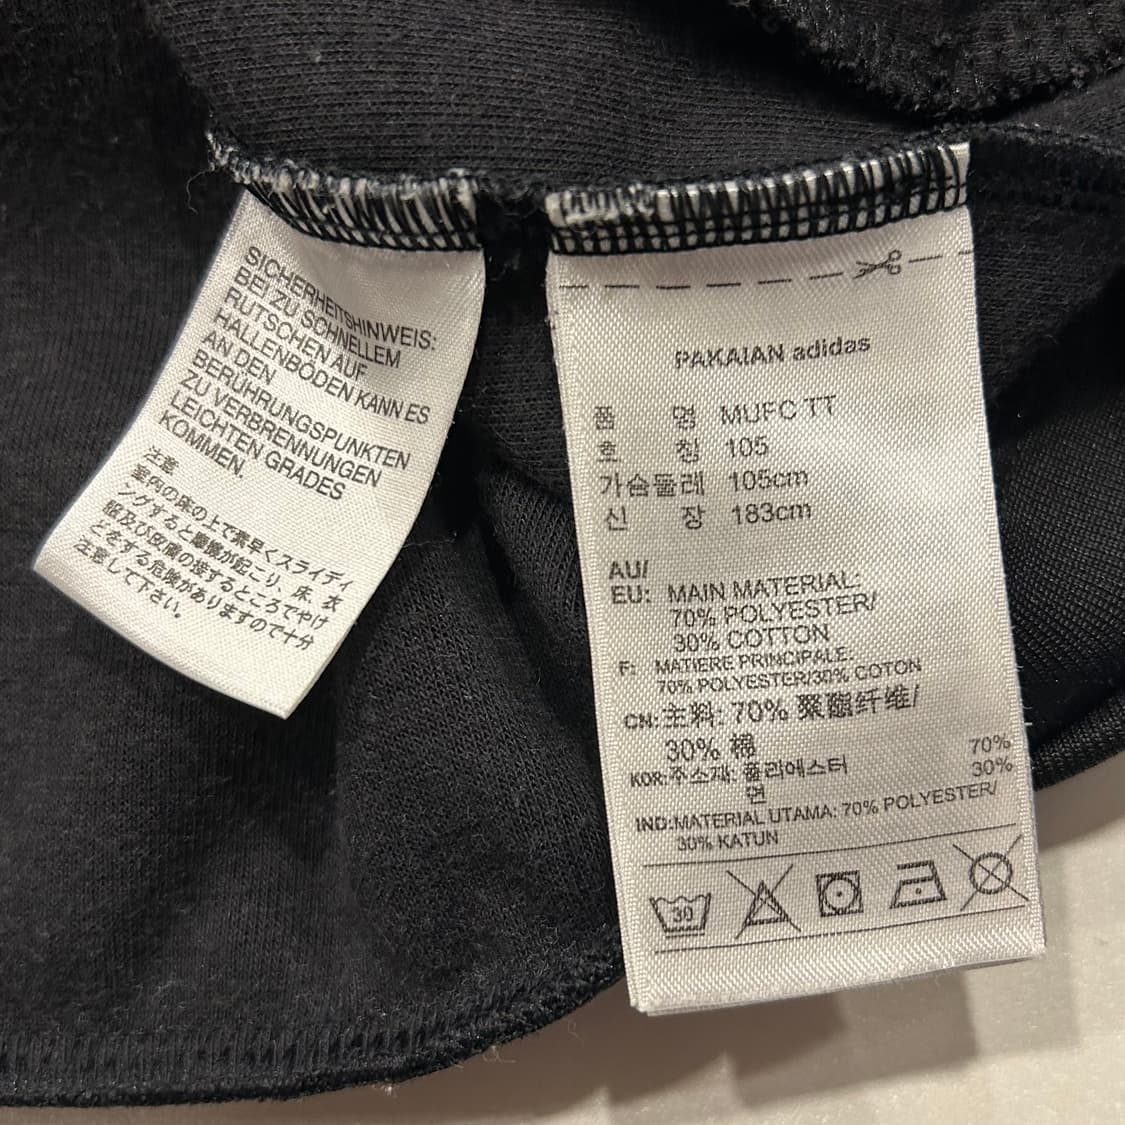 SICHERHEITSHINWEIS:
BEI ZU SCHNELLEM
RUTSCHEN AUF
HALLENBÖDEN KANN ES
AN DEN
BERÜHRUNGSPUNKTEN
ZU VERBRENNUNGEN
LEICHTEN GRADES
KOMMEN.
注意
室内の床の上で素早くスライディ
ングすると摩擦が起こり、床、衣
服及び皮膚の接するところでやけ
どをする危険がありますので十分
注意して下さい。
PAKAIAN adidas
품 명 MUFC TT
호 칭 105
가슴둘레 105cm
신 장 183cm
AU/
EU: MAIN MATERIAL:
70% POLYESTER/
30% COTTON
F: MATIERE PRINCIPALE:
70% POLYESTER/30% COTON
CN:主料: 70% 聚酯纤维/
30% 棉
KOR:주소재: 폴리에스터 70%
면 30%
IND:MATERIAL UTAMA: 70% POLYESTER/
30% KATUN
30